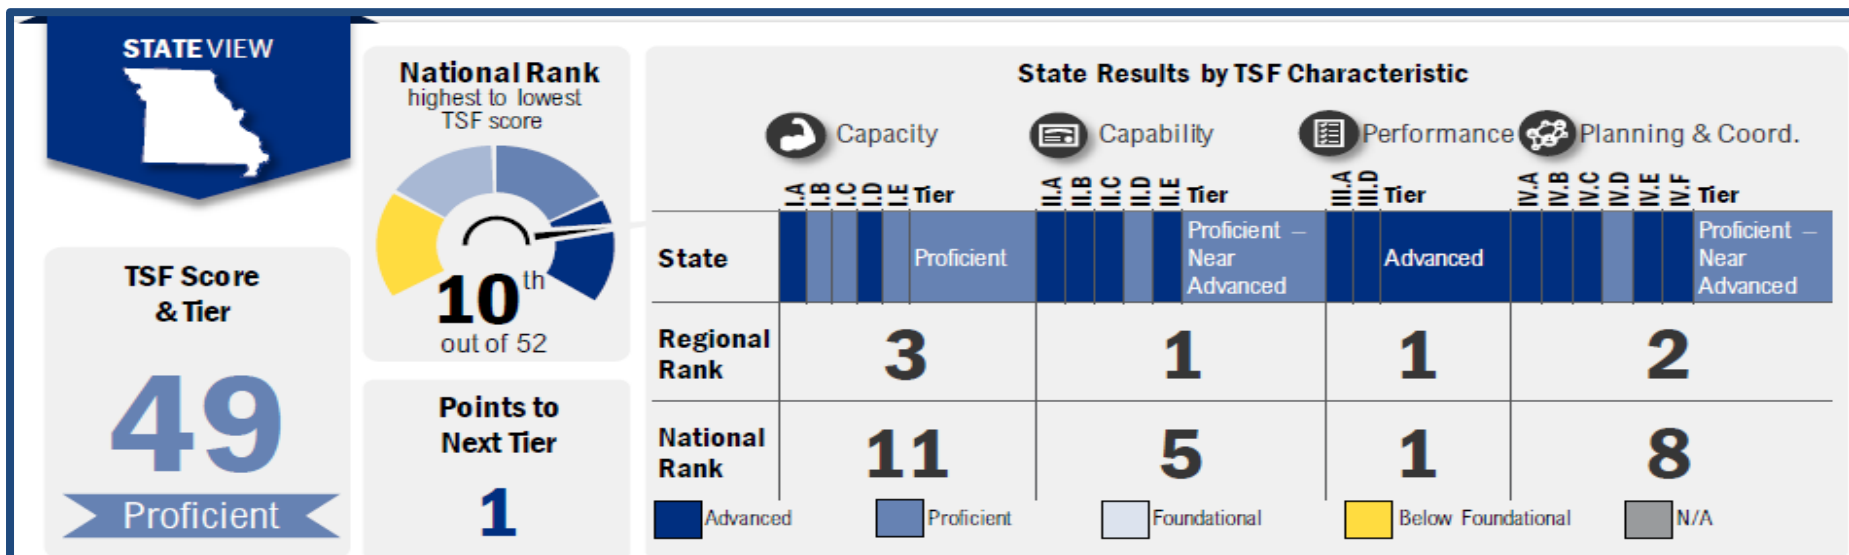 STATE VIEW
National Rank
highest to lowest
TSF score
10th
out of 52
TSF Score
& Tier
49
Proficient
Points to
Next Tier
1
State Results by TSF Characteristic
Capacity Capability Performance Planning & Coord.
I.A I.B I.C I.D I.E Tier II.A II.B II.C II.D II.E Tier III.A III.D Tier IV.A IV.B IV.C IV.D IV.E IV.F Tier
State
Proficient
Proficient –
Near
Advanced
Advanced
Proficient –
Near
Advanced
Regional
Rank
3 1 1 2
National
Rank
11 5 1 8
Advanced Proficient Foundational Below Foundational N/A